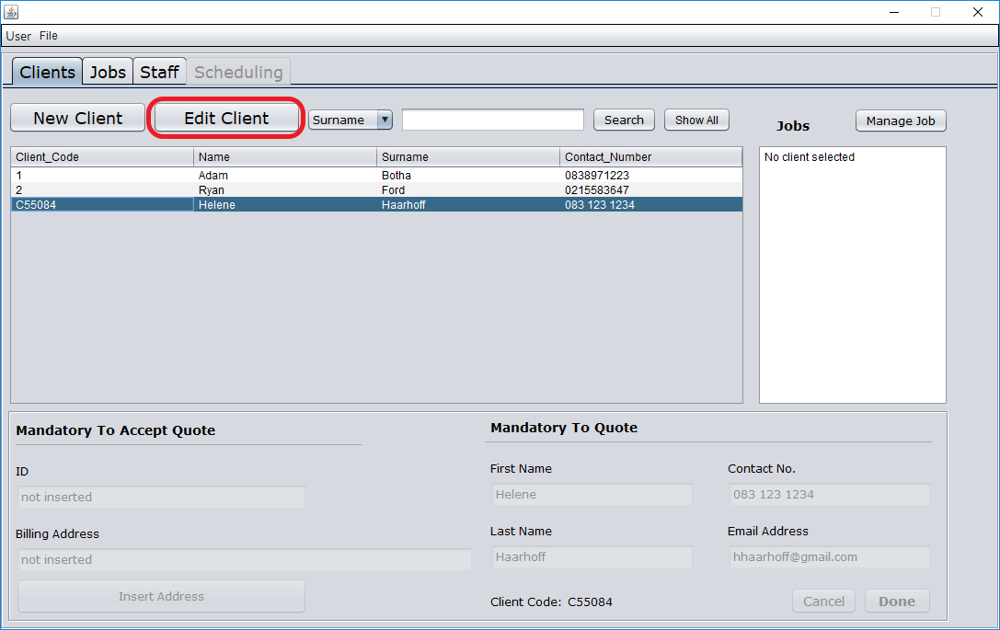 User File
Clients Jobs Staff Scheduling
New Client Edit Client Surname Search Show All Jobs Manage Job
Client_Code Name Surname Contact_Number
1 Adam Botha 0838971223
2 Ryan Ford 0215583647
C55084 Helene Haarhoff 083 123 1234
No client selected
Mandatory To Accept Quote
ID
not inserted
Billing Address
not inserted
Insert Address
Mandatory To Quote
First Name Contact No.
Helene 083 123 1234
Last Name Email Address
Haarhoff hhaarhoff@gmail.com
Client Code: C55084 Cancel Done